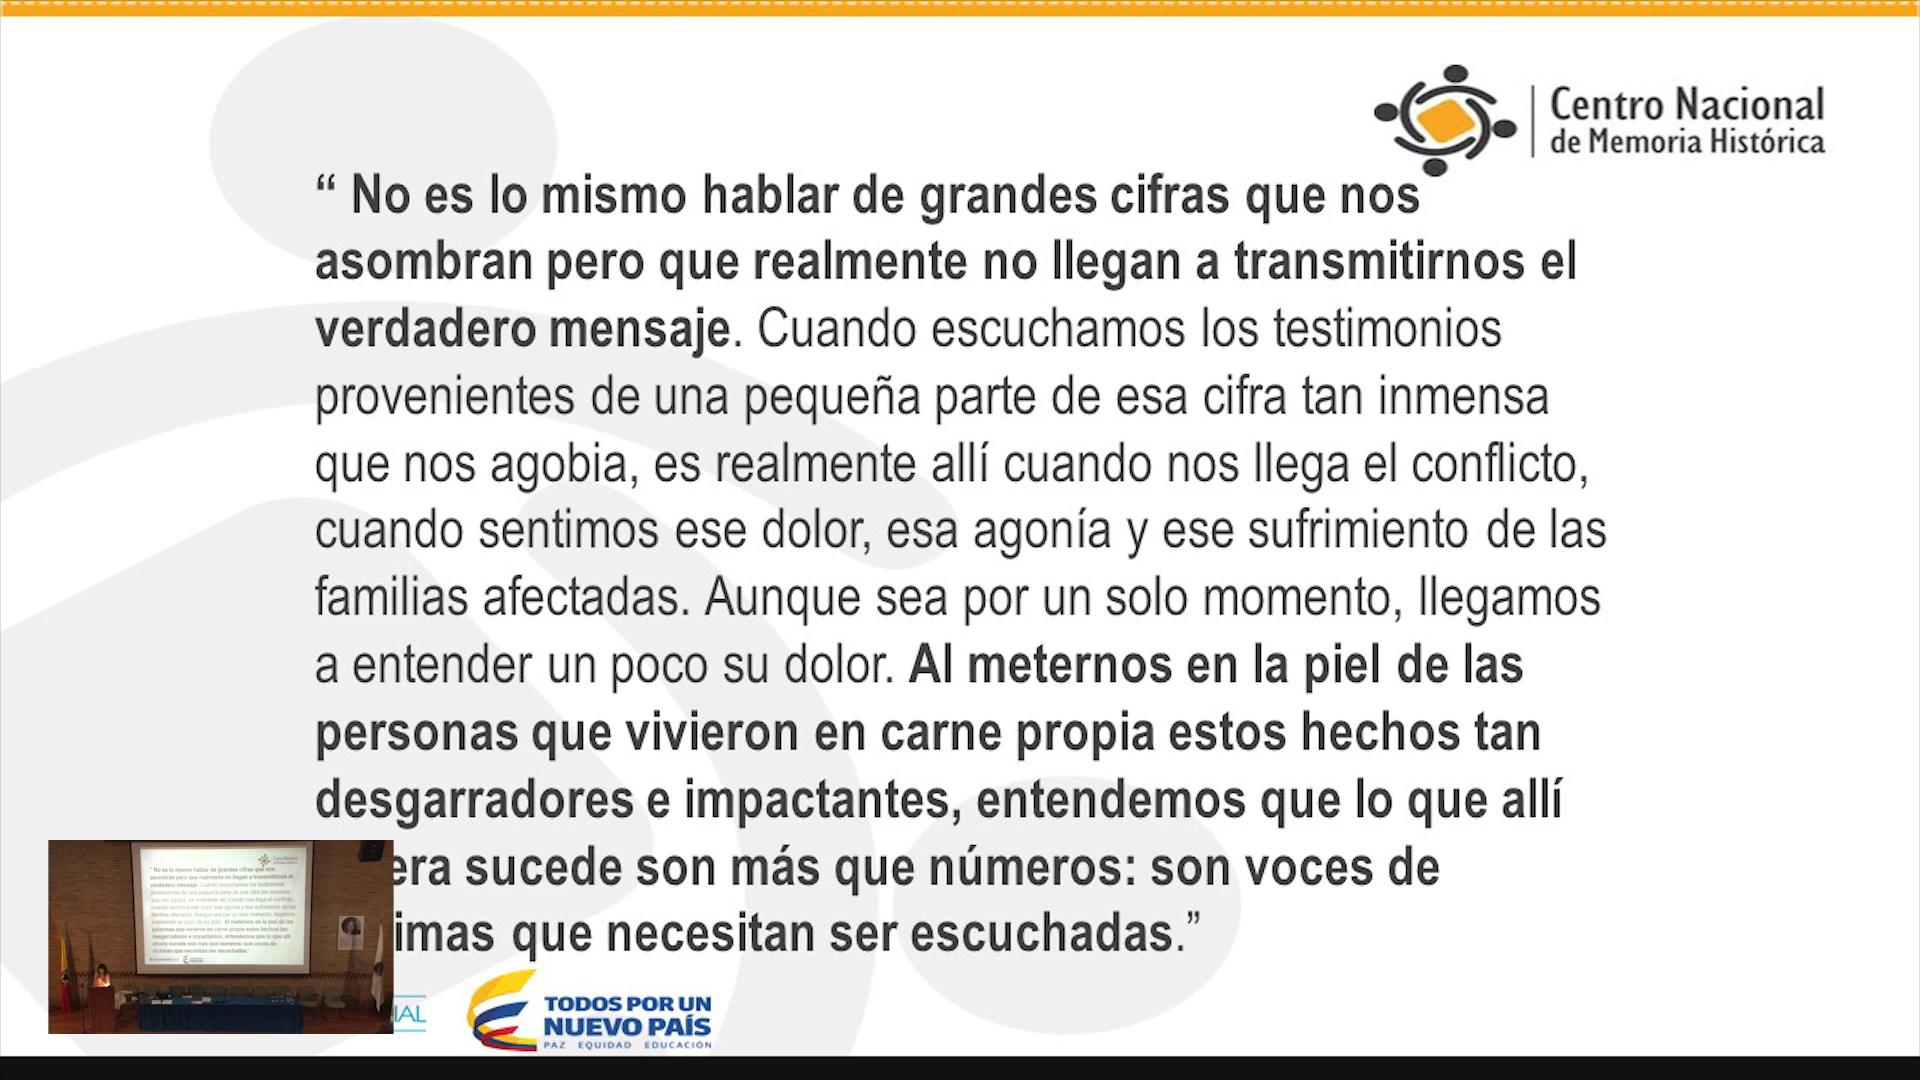 Centro Nacional
de Memoria Histórica
“ No es lo mismo hablar de grandes cifras que nos
asombran pero que realmente no llegan a transmitirnos el
verdadero mensaje. Cuando escuchamos los testimonios
provenientes de una pequeña parte de esa cifra tan inmensa
que nos agobia, es realmente allí cuando nos llega el conflicto,
cuando sentimos ese dolor, esa agonía y ese sufrimiento de las
familias afectadas. Aunque sea por un solo momento, llegamos
a entender un poco su dolor. Al meternos en la piel de las
personas que vivieron en carne propia estos hechos tan
desgarradores e impactantes, entendemos que lo que allí
era sucede son más que números: son voces de
imas que necesitan ser escuchadas.”
IAL
TODOS POR UN
NUEVO PAÍS
PAZ EQUIDAD EDUCACIÓN